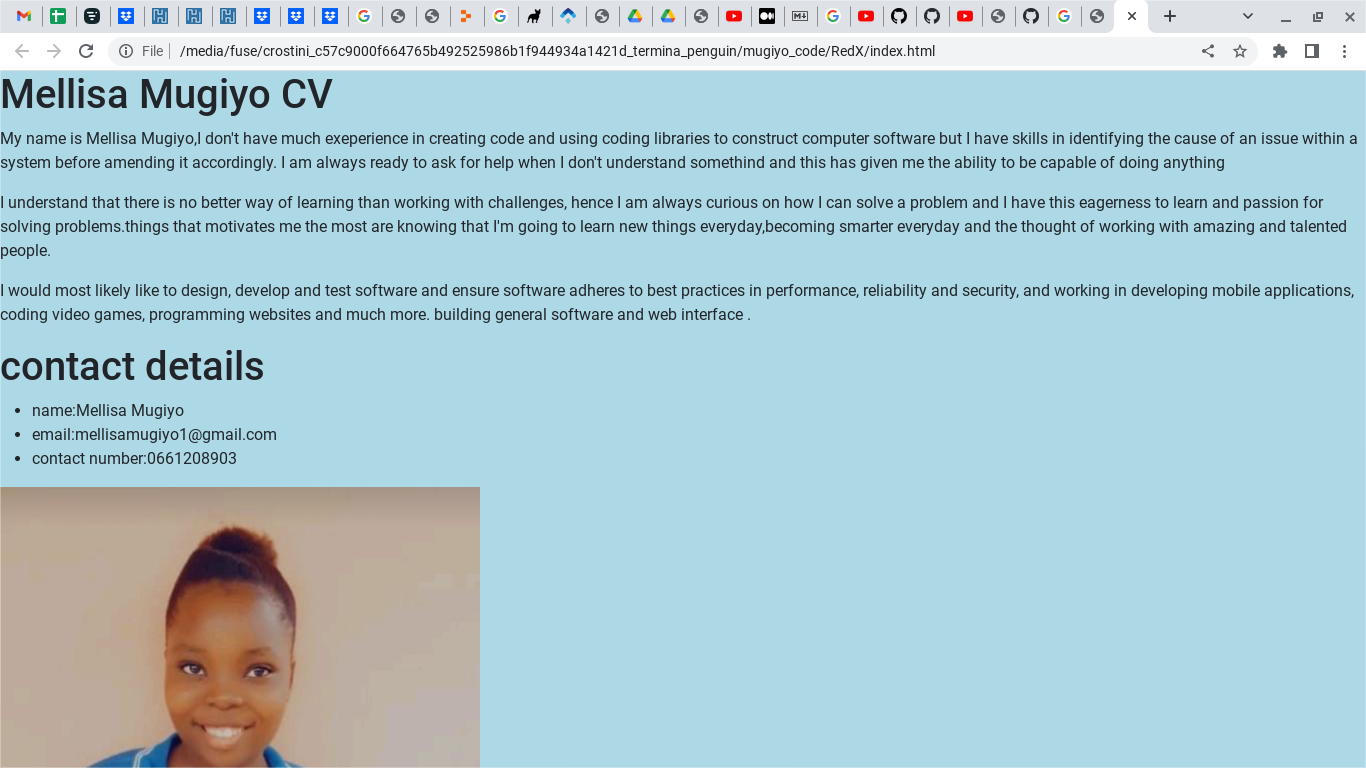 File
/media/fuse/crostini_c57c9000f664765b492525986b1f944934a1421d_termina_penguin/mugiyo_code/RedX/index.html
Mellisa Mugiyo CV
My name is Mellisa Mugiyo,I don't have much exeperience in creating code and using coding libraries to construct computer software but I have skills in identifying the cause of an issue within a
system before amending it accordingly. I am always ready to ask for help when I don't understand somethind and this has given me the ability to be capable of doing anything
I understand that there is no better way of learning than working with challenges, hence I am always curious on how I can solve a problem and I have this eagerness to learn and passion for
solving problems.things that motivates me the most are knowing that I'm going to learn new things everyday,becoming smarter everyday and the thought of working with amazing and talented
people.
I would most likely like to design, develop and test software and ensure software adheres to best practices in performance, reliability and security, and working in developing mobile applications,
coding video games, programming websites and much more. building general software and web interface .
contact details
name:Mellisa Mugiyo
email:mellisamugiyo1@gmail.com
contact number:0661208903